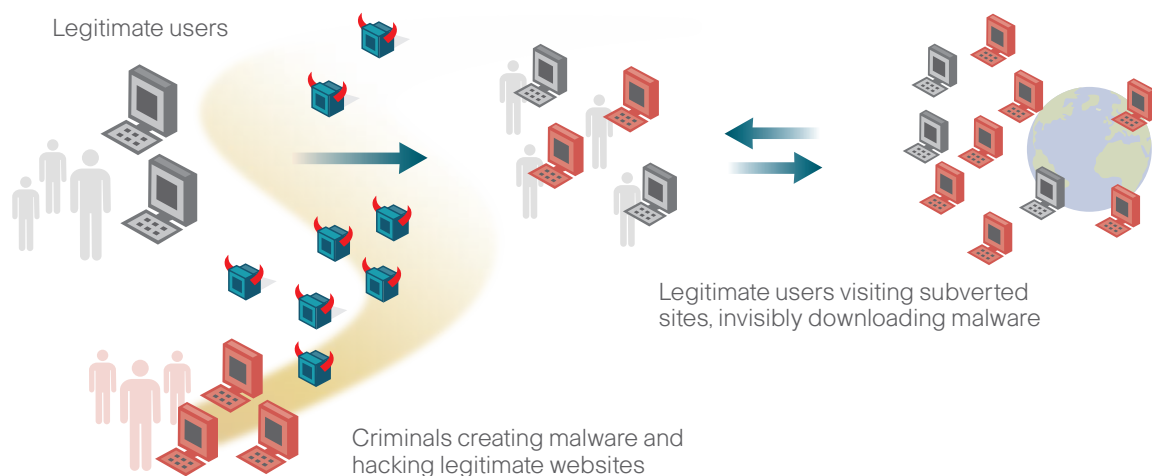 Legitimate users
Legitimate users visiting subverted
sites, invisibly downloading malware
Criminals creating malware and
hacking legitimate websites